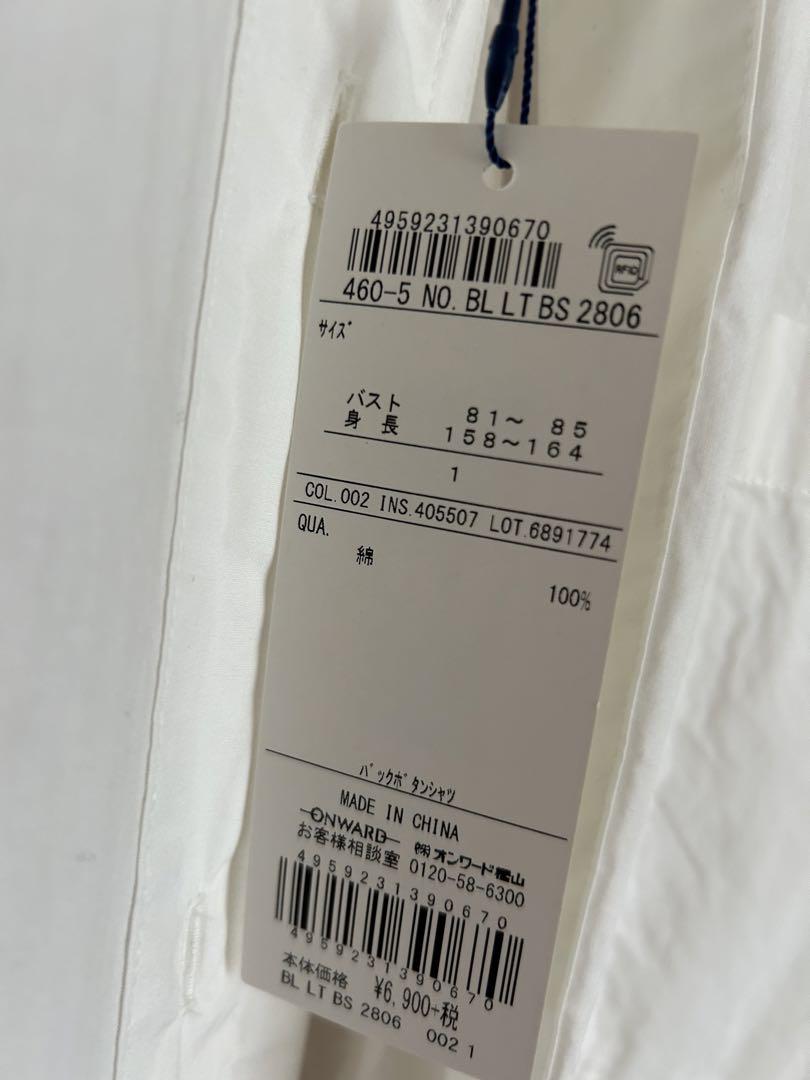 4959231390670
RFID
460-5 NO. BL LT BS 2806
サイズ
バスト 81〜 85
身長 158〜164
1
COL.002 INS.405507 LOT.6891774
QUA.
綿
100%
バックボタンシャツ
MADE IN CHINA
ONWARD ㈱オンワード樫山
お客様相談室 0120-58-6300
4959231390670
4959231390670
本体価格 ¥6,900+税
BL LT BS 2806 002 1